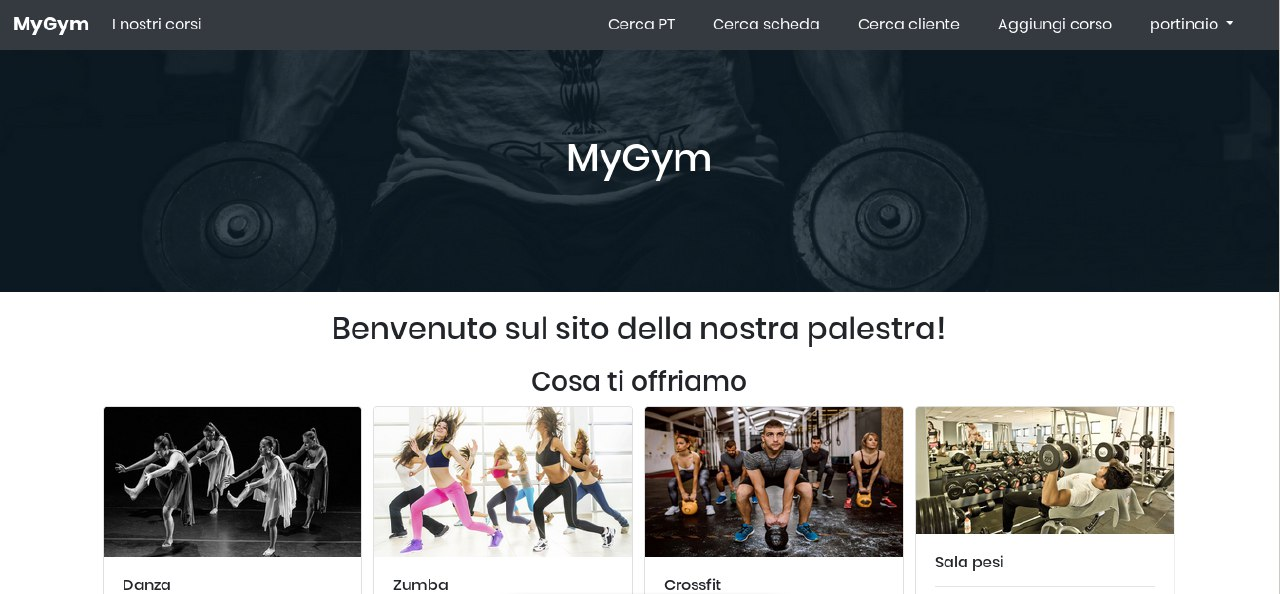 MyGym I nostri corsi Cerca PT Cerca scheda Cerca cliente Aggiungi corso portinaio
MyGym
Benvenuto sul sito della nostra palestra!
Cosa ti offriamo
Danza Zumba Crossfit Sala pesi